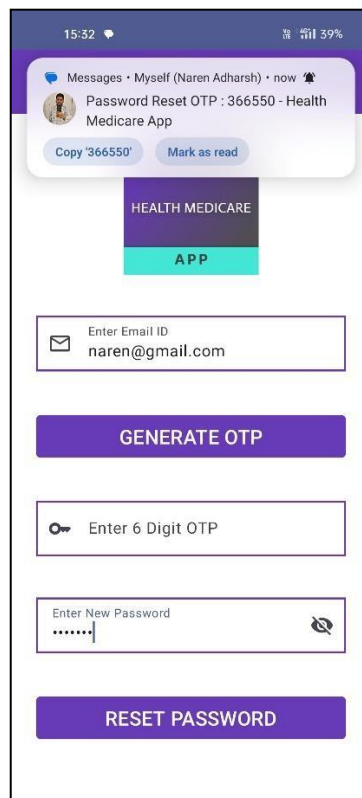 15:32
39%
Messages • Myself (Naren Adharsh) • now
Password Reset OTP : 366550 - Health
Medicare App
Copy '366550' Mark as read
HEALTH MEDICARE
APP
Enter Email ID
naren@gmail.com
GENERATE OTP
Enter 6 Digit OTP
Enter New Password
•••••••
RESET PASSWORD